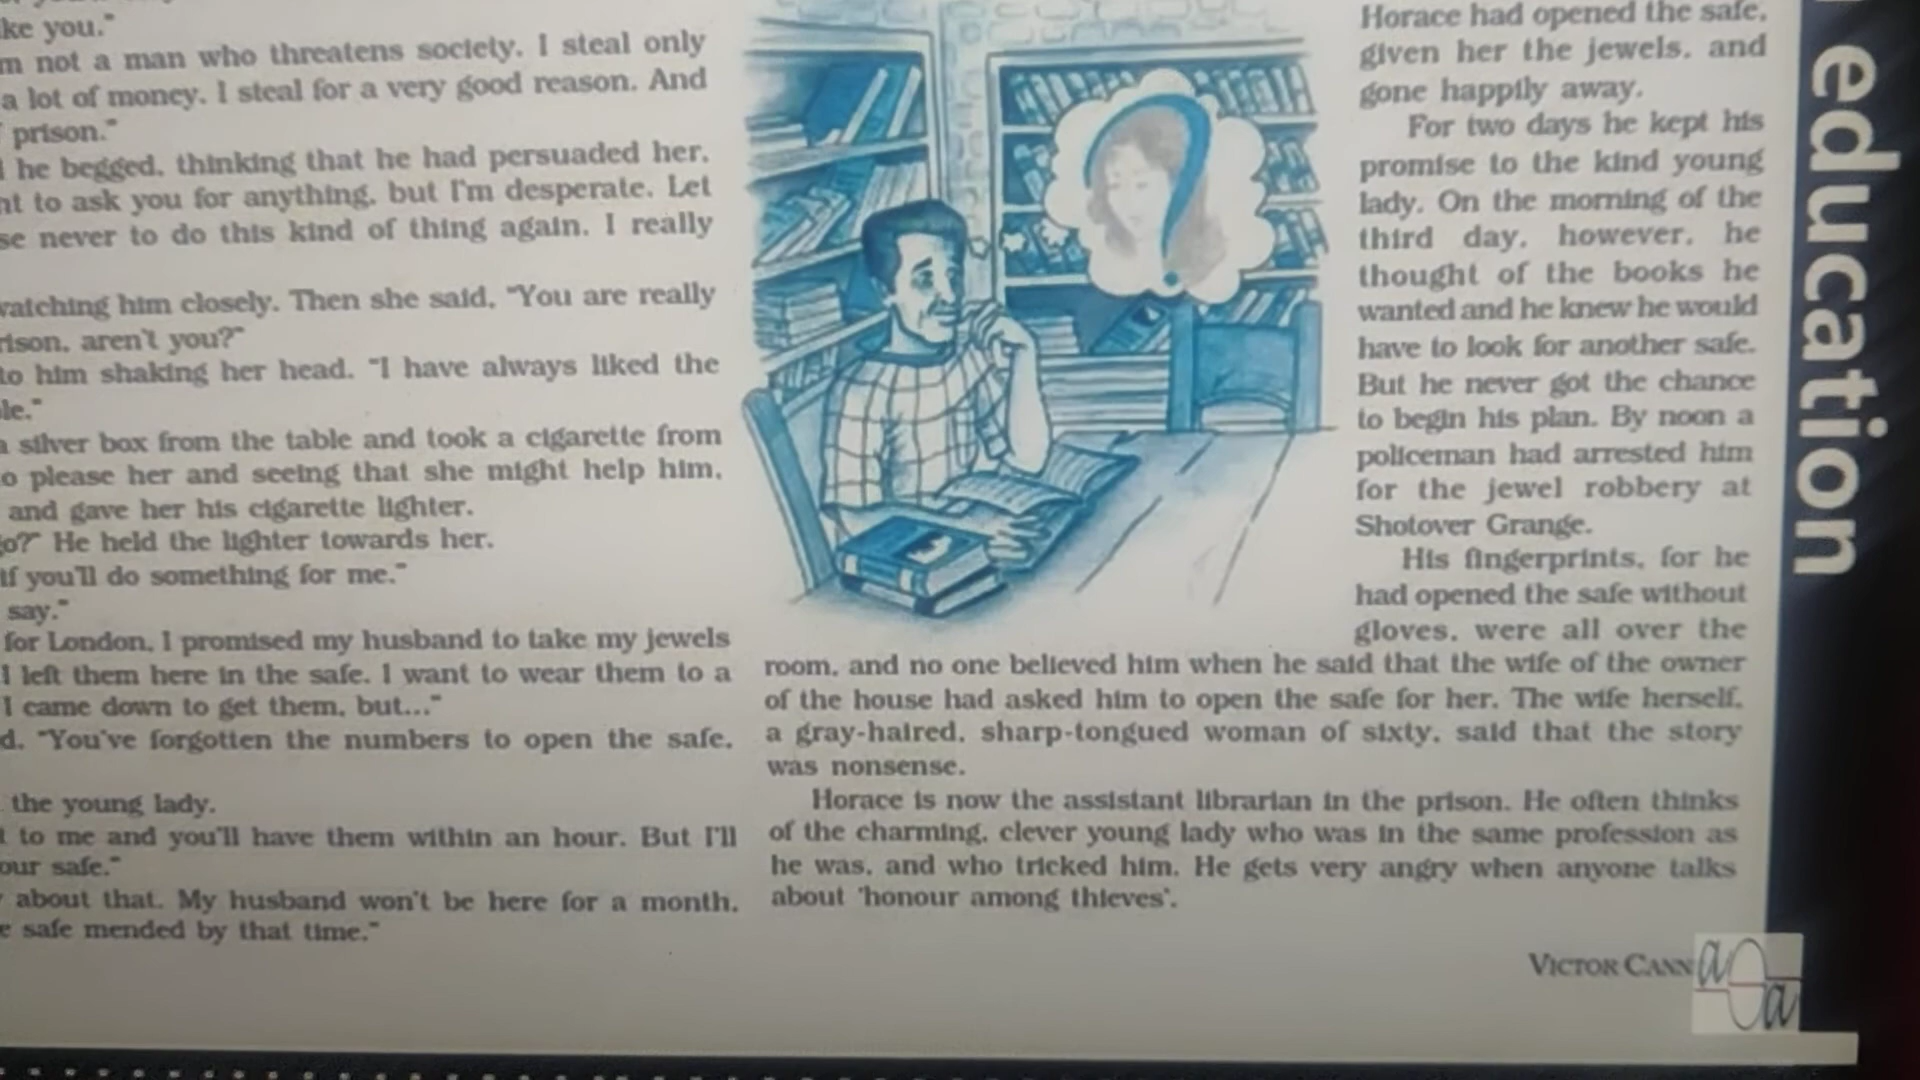 ke you."
m not a man who threatens society. I steal only
a lot of money. I steal for a very good reason. And
prison."
he begged, thinking that he had persuaded her.
nt to ask you for anything, but I'm desperate. Let
se never to do this kind of thing again. I really
watching him closely. Then she said, "You are really
rison, aren't you?"
to him shaking her head. "I have always liked the
le."
a silver box from the table and took a cigarette from
o please her and seeing that she might help him,
and gave her his cigarette lighter.
go?" He held the lighter towards her.
if you'll do something for me."
say."
for London, I promised my husband to take my jewels
I left them here in the safe. I want to wear them to a
I came down to get them, but..."
d. "You've forgotten the numbers to open the safe,
the young lady.
t to me and you'll have them within an hour. But I'll
our safe."
about that. My husband won't be here for a month.
e safe mended by that time."
Horace had opened the safe,
given her the jewels, and
gone happily away.
For two days he kept his
promise to the kind young
lady. On the morning of the
third day, however, he
thought of the books he
wanted and he knew he would
have to look for another safe.
But he never got the chance
to begin his plan. By noon a
policeman had arrested him
for the jewel robbery at
Shotover Grange.
His fingerprints, for he
had opened the safe without
gloves, were all over the
room, and no one believed him when he said that the wife of the owner
of the house had asked him to open the safe for her. The wife herself,
a gray-haired, sharp-tongued woman of sixty, said that the story
was nonsense.
Horace is now the assistant librarian in the prison. He often thinks
of the charming, clever young lady who was in the same profession as
he was, and who tricked him. He gets very angry when anyone talks
about 'honour among thieves'.
VICTOR CANN
a
a
education